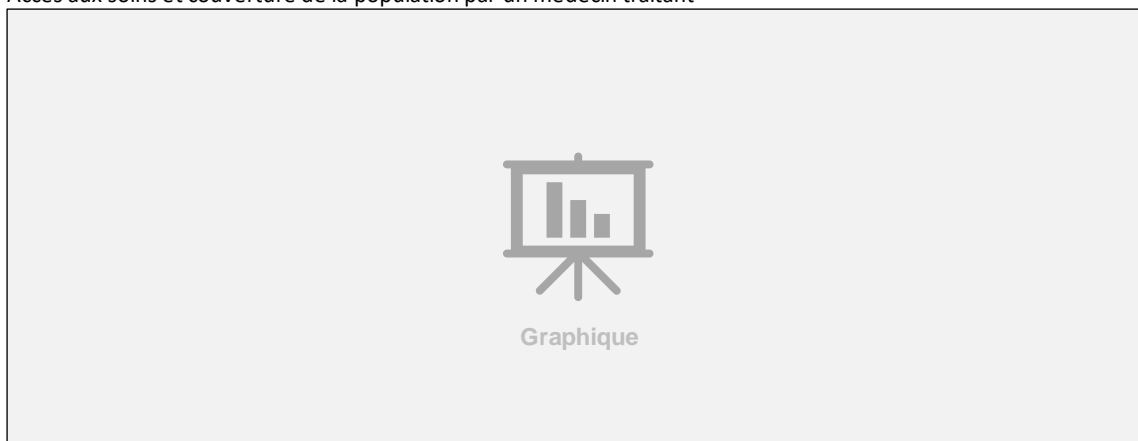 Accès aux soins et couverture de la population par un médecin traitant
Graphique